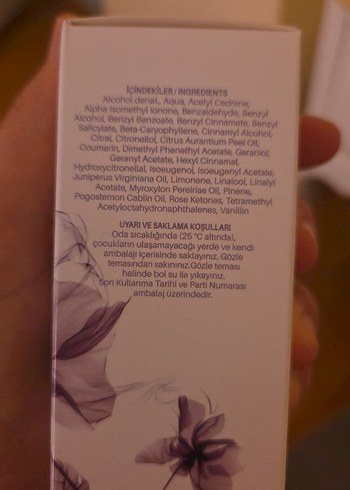 İÇİNDEKİLER / INGREDIENTS
Alcohol denat., Aqua, Acetyl Cedrene,
Alpha-Isomethyl Ionone, Benzaldehyde, Benzyl
Alcohol, Benzyl Benzoate, Benzyl Cinnamate, Benzyl
Salicylate, Beta-Caryophyllene, Cinnamyl Alcohol,
Citral, Citronellol, Citrus Aurantium Peel Oil,
Coumarin, Dimethyl Phenethyl Acetate, Geraniol,
Geranyl Acetate, Hexyl Cinnamal,
Hydroxycitronellal, Isoeugenol, Isoeugenyl Acetate,
Juniperus Virginiana Oil, Limonene, Linalool, Linalyl
Acetate, Myroxylon Pereirae Oil, Pinene,
Pogostemon Cablin Oil, Rose Ketones, Tetramethyl
Acetyloctahydronaphthalenes, Vanillin
UYARI VE SAKLAMA KOŞULLARI
Oda sıcaklığında (25 °C altında),
çocukların ulaşamayacağı yerde ve kendi
ambalajı içerisinde saklayınız. Gözle
temasından sakınınız.Gözle teması
halinde bol su ile yıkayınız.
Son Kullanma Tarihi ve Parti Numarası
ambalaj üzerindedir.